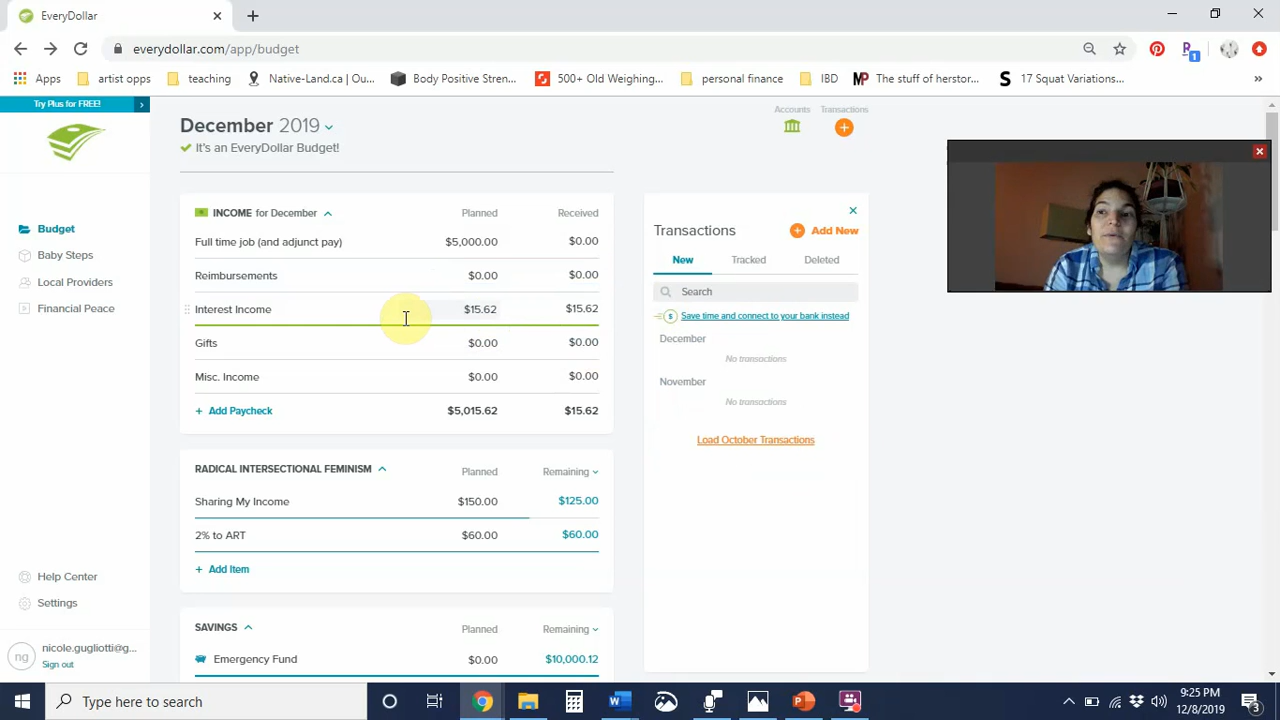 EveryDollar
everydollar.com/app/budget
1
Apps
artist opps
teaching
Native-Land.ca | Ou...
Body Positive Stren...
500+ Old Weighing...
personal finance
IBD
The stuff of herstor...
17 Squat Variations...
»
Try Plus for FREE!
Budget
Baby Steps
Local Providers
Financial Peace
Help Center
Settings
ng
nicole.gugliotti@g...
Sign out
December 2019
It's an EveryDollar Budget!
Accounts
Transactions
INCOME for December Planned Received
Full time job (and adjunct pay) $5,000.00 $0.00
Reimbursements $0.00 $0.00
Interest Income $15.62 $15.62
Gifts $0.00 $0.00
Misc. Income $0.00 $0.00
+ Add Paycheck $5,015.62 $15.62
RADICAL INTERSECTIONAL FEMINISM Planned Remaining
Sharing My Income $150.00 $125.00
2% to ART $60.00 $60.00
+ Add Item
SAVINGS Planned Remaining
Emergency Fund $0.00 $10,000.12
Transactions
Add New
New Tracked Deleted
Search
Save time and connect to your bank instead
December
No transactions
November
No transactions
Load October Transactions
Type here to search
9:25 PM
12/8/2019
3